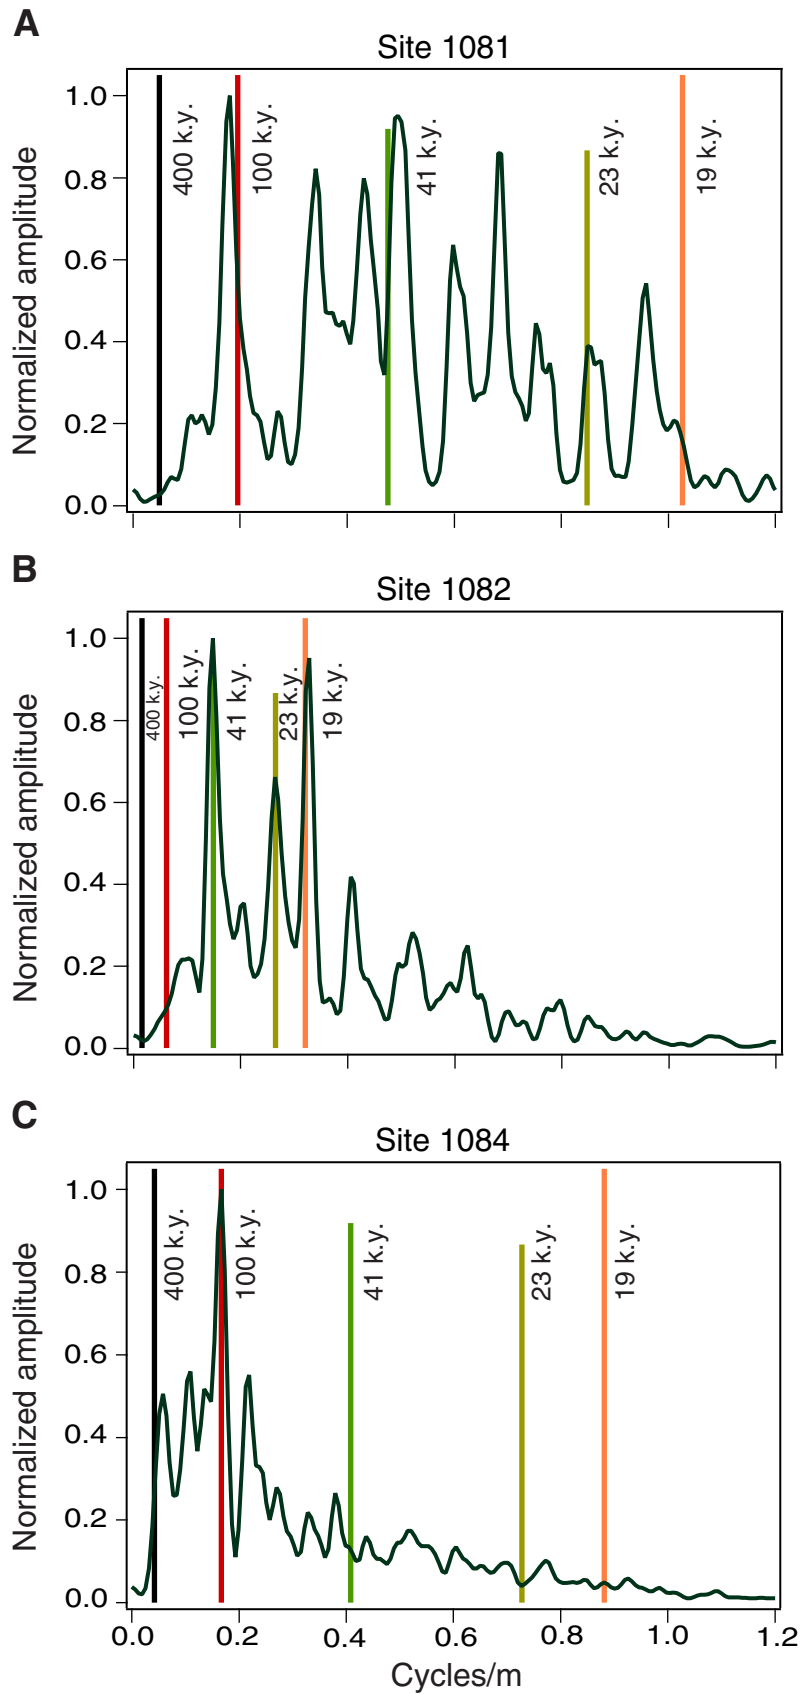 A
Site 1081
Normalized amplitude
1.0
0.8
0.6
0.4
0.2
0.0
400 k.y.
100 k.y.
41 k.y.
23 k.y.
19 k.y.
B
Site 1082
Normalized amplitude
1.0
0.8
0.6
0.4
0.2
0.0
400 k.y.
100 k.y.
41 k.y.
23 k.y.
19 k.y.
C
Site 1084
Normalized amplitude
1.0
0.8
0.6
0.4
0.2
0.0
400 k.y.
100 k.y.
41 k.y.
23 k.y.
19 k.y.
0.0 0.2 0.4 0.6 0.8 1.0 1.2
Cycles/m